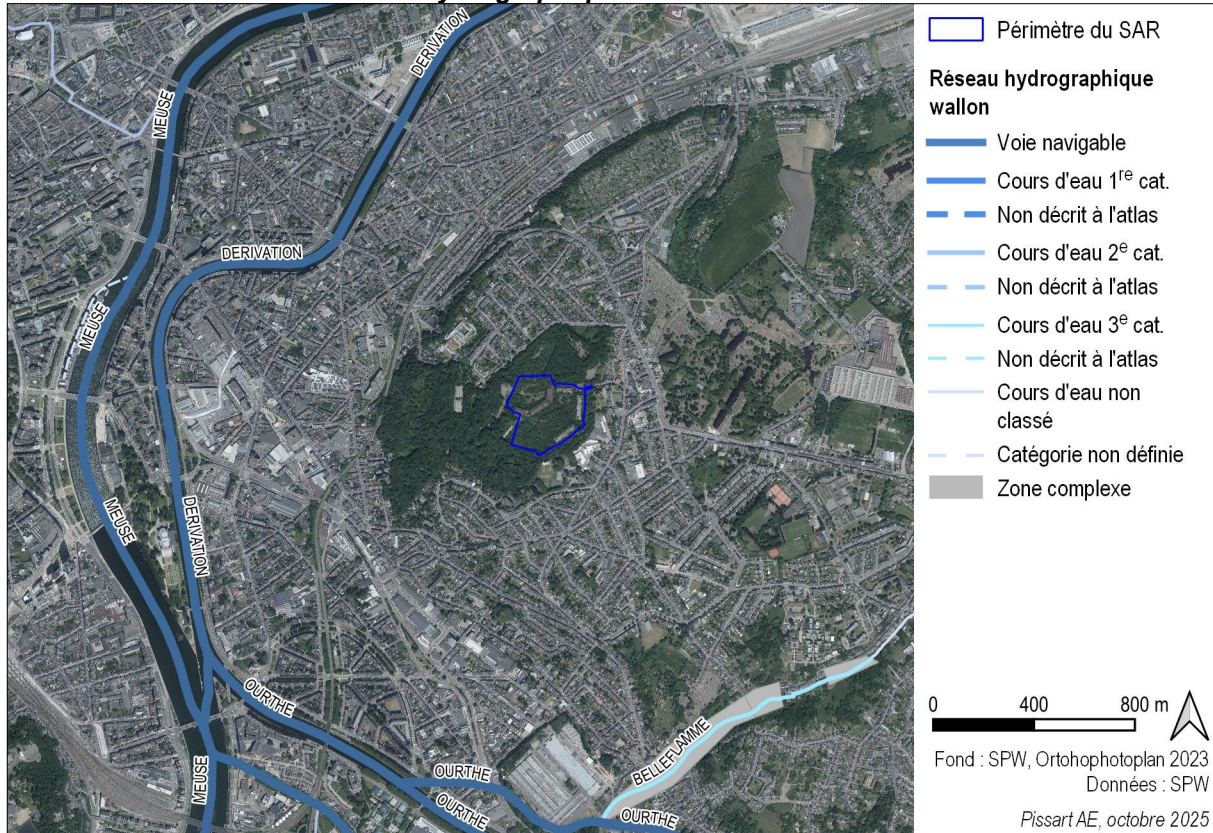 Périmètre du SAR
Réseau hydrographique
wallon
Voie navigable
Cours d'eau 1re cat.
Non décrit à l'atlas
Cours d'eau 2e cat.
Non décrit à l'atlas
Cours d'eau 3e cat.
Non décrit à l'atlas
Cours d'eau non
classé
Catégorie non définie
Zone complexe
0 400 800 m
Fond : SPW, Ortohophotoplan 2023
Données : SPW
Pissart AE, octobre 2025
MEUSE
DERIVATION
DERIVATION
MEUSE
MEUSE
DERIVATION
OURTHE
MEUSE
OURTHE
OURTHE
BELLEFLAMME
OURTHE